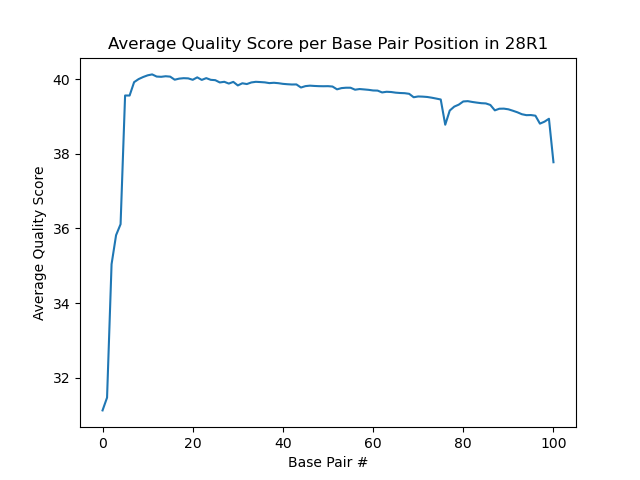 Average Quality Score per Base Pair Position in 28R1
40
38
36
34
32
Average Quality Score
0 20 40 60 80 100
Base Pair #